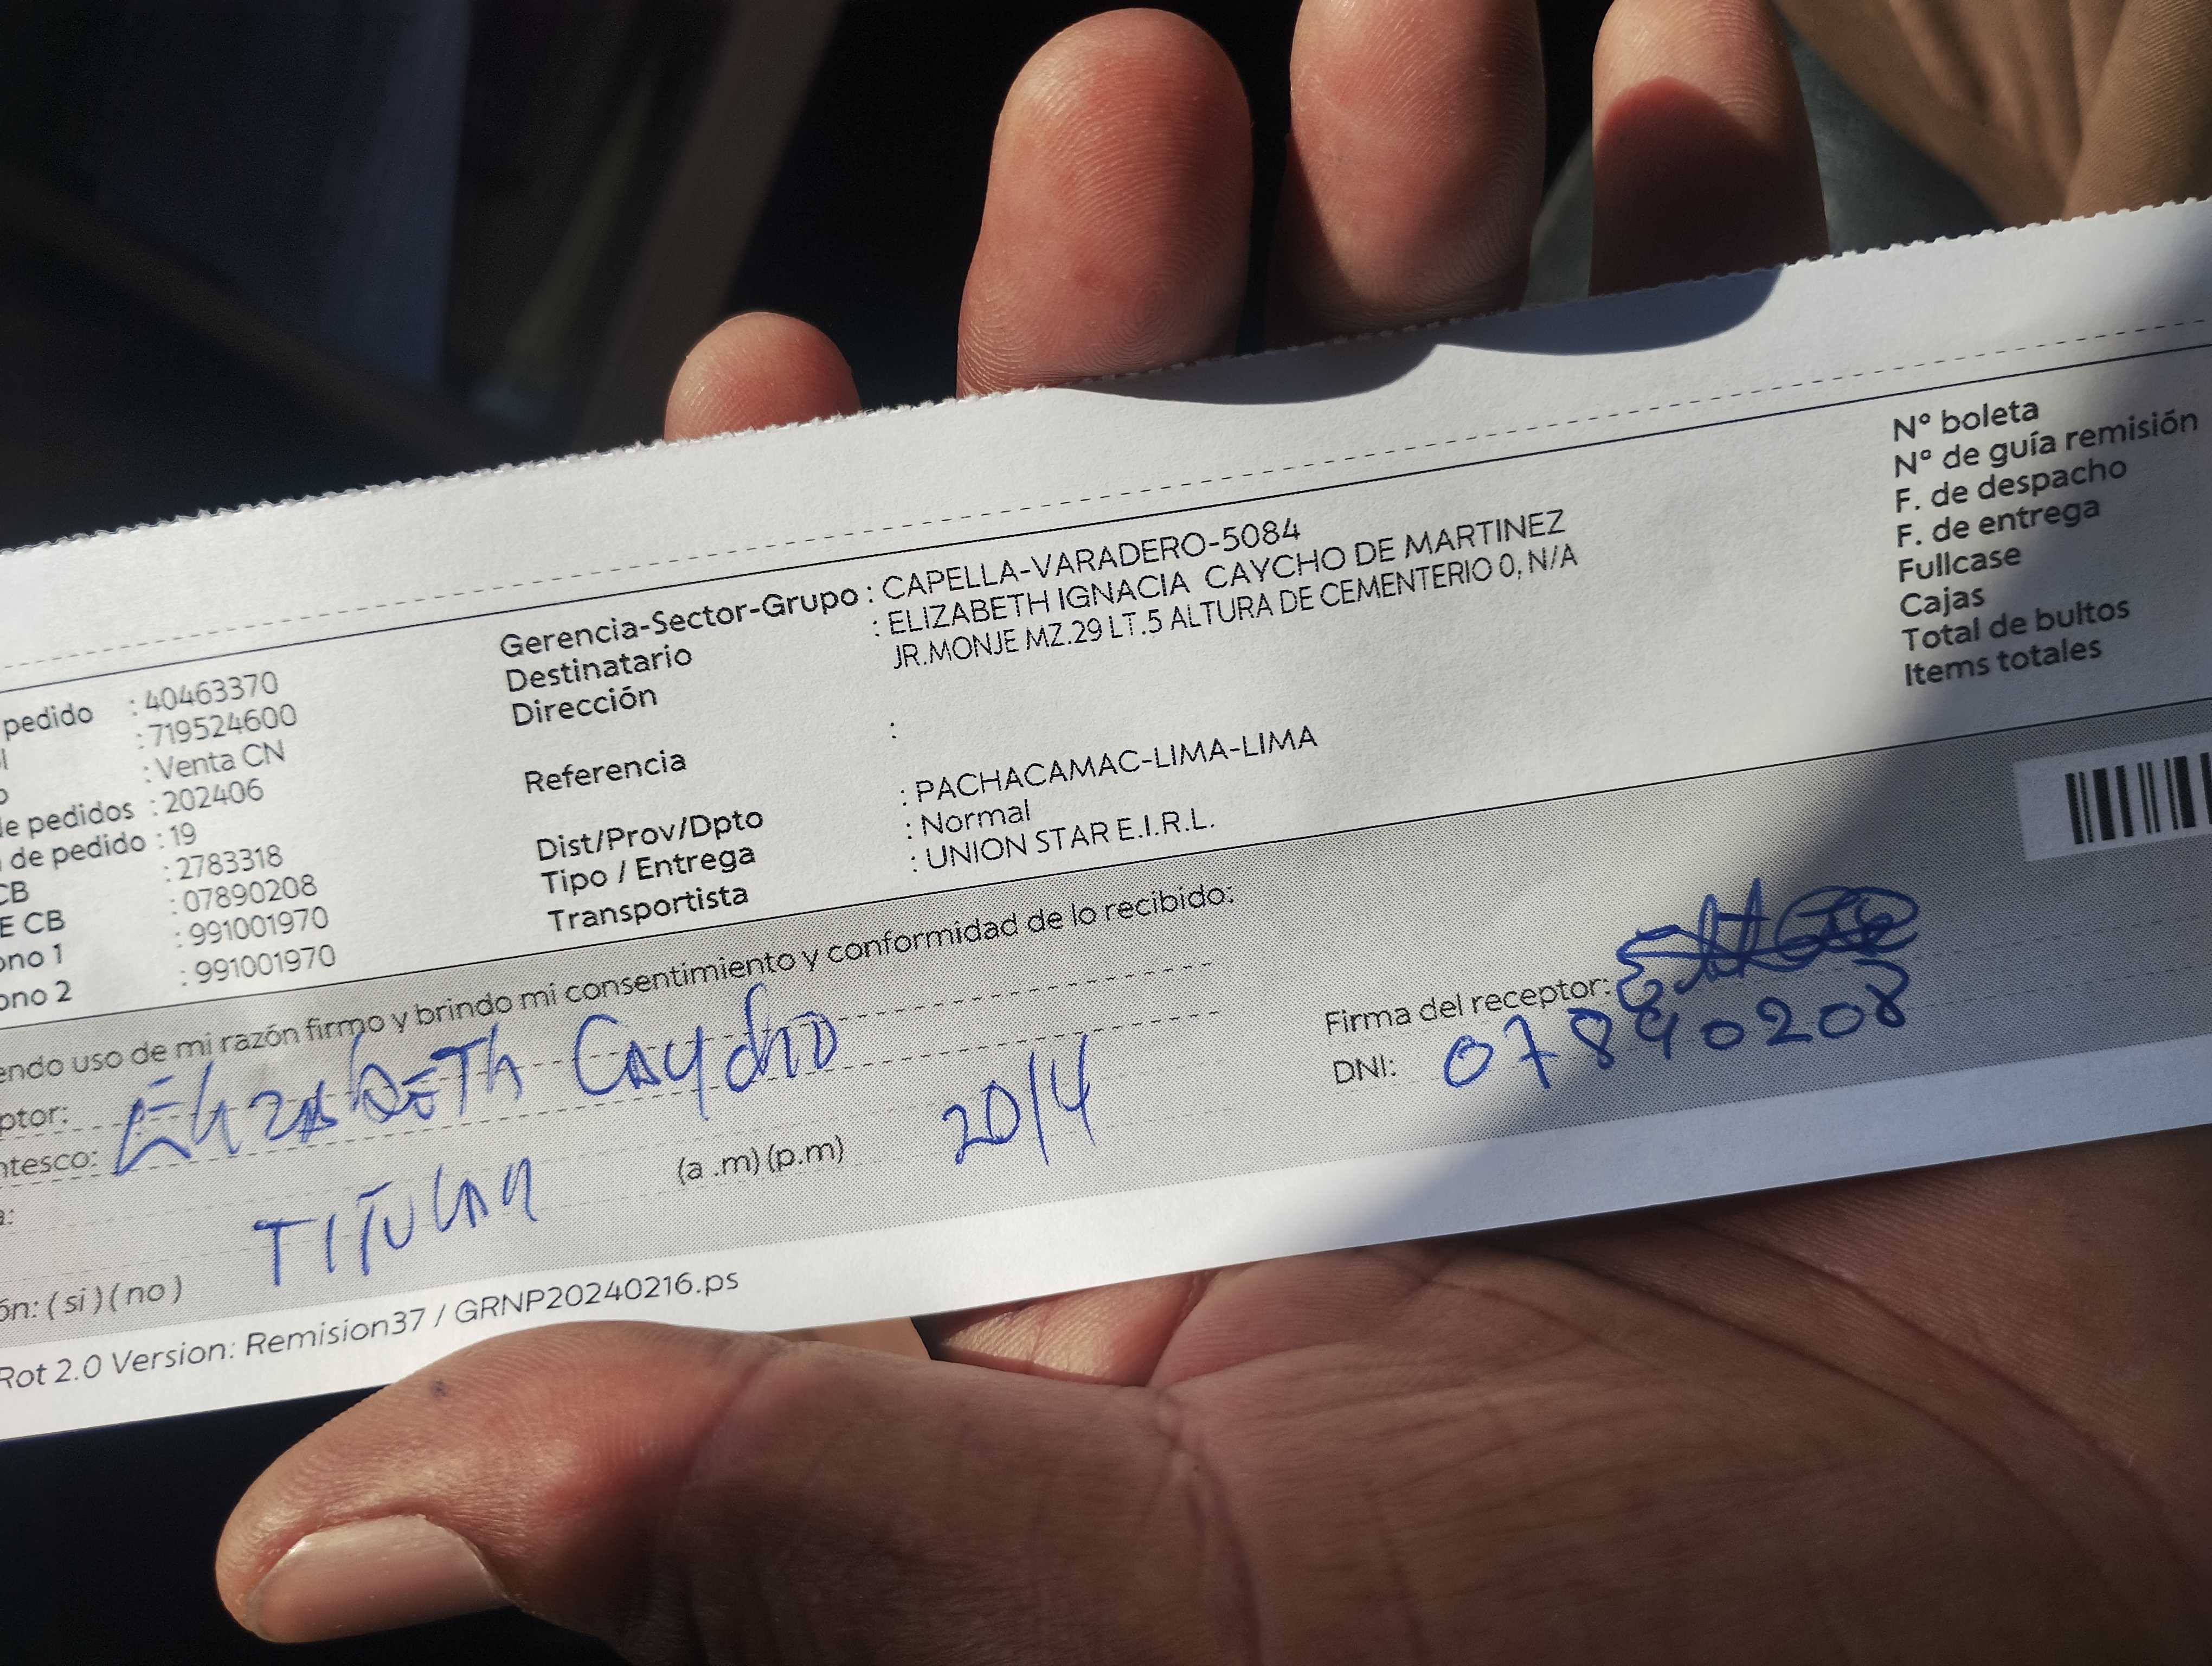 pedido : 40463370
: 719524600
: Venta CN
de pedidos : 202406
de pedido : 19
CB : 2783318
E CB : 07890208
ono 1 : 991001970
ono 2 : 991001970
Gerencia-Sector-Grupo : CAPELLA-VARADERO-5084
Destinatario : ELIZABETH IGNACIA CAYCHO DE MARTINEZ
Dirección JR.MONJE MZ.29 LT.5 ALTURA DE CEMENTERIO 0, N/A
:
Referencia
Dist/Prov/Dpto : PACHACAMAC-LIMA-LIMA
Tipo / Entrega : Normal
Transportista : UNION STAR E.I.R.L.
N° boleta
N° de guía remisión
F. de despacho
F. de entrega
Fullcase
Cajas
Total de bultos
Items totales
endo uso de mi razón firmo y brindo mi consentimiento y conformidad de lo recibido:
ptor: ElizabETh CAycho
ntesco: TITULAR
a: (a .m) (p.m) 20/4
ón: ( si ) ( no )
Firma del receptor:
DNI: 07890208
Rot 2.0 Version: Remision37 / GRNP20240216.ps